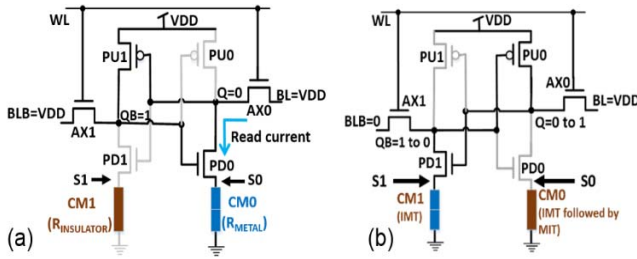 WL
VDD
PU1
PU0
Q=0
BL=VDD
AX0
BLB=VDD
QB=1
AX1
Read current
PD1
PD0
S1
S0
CM1
(RINSULATOR)
CM0
(RMETAL)
(a)
WL
VDD
PU1
PU0
AX0
AX1
BL=VDD
BLB=0
Q=0 to 1
QB=1 to 0
PD1
PD0
S1
S0
CM1
(IMT)
CM0
(IMT followed by
MIT)
(b)